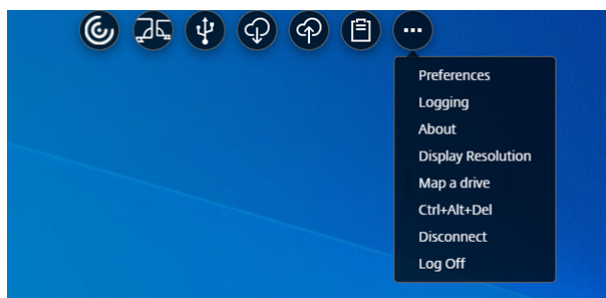 Preferences
Logging
About
Display Resolution
Map a drive
Ctrl+Alt+Del
Disconnect
Log Off